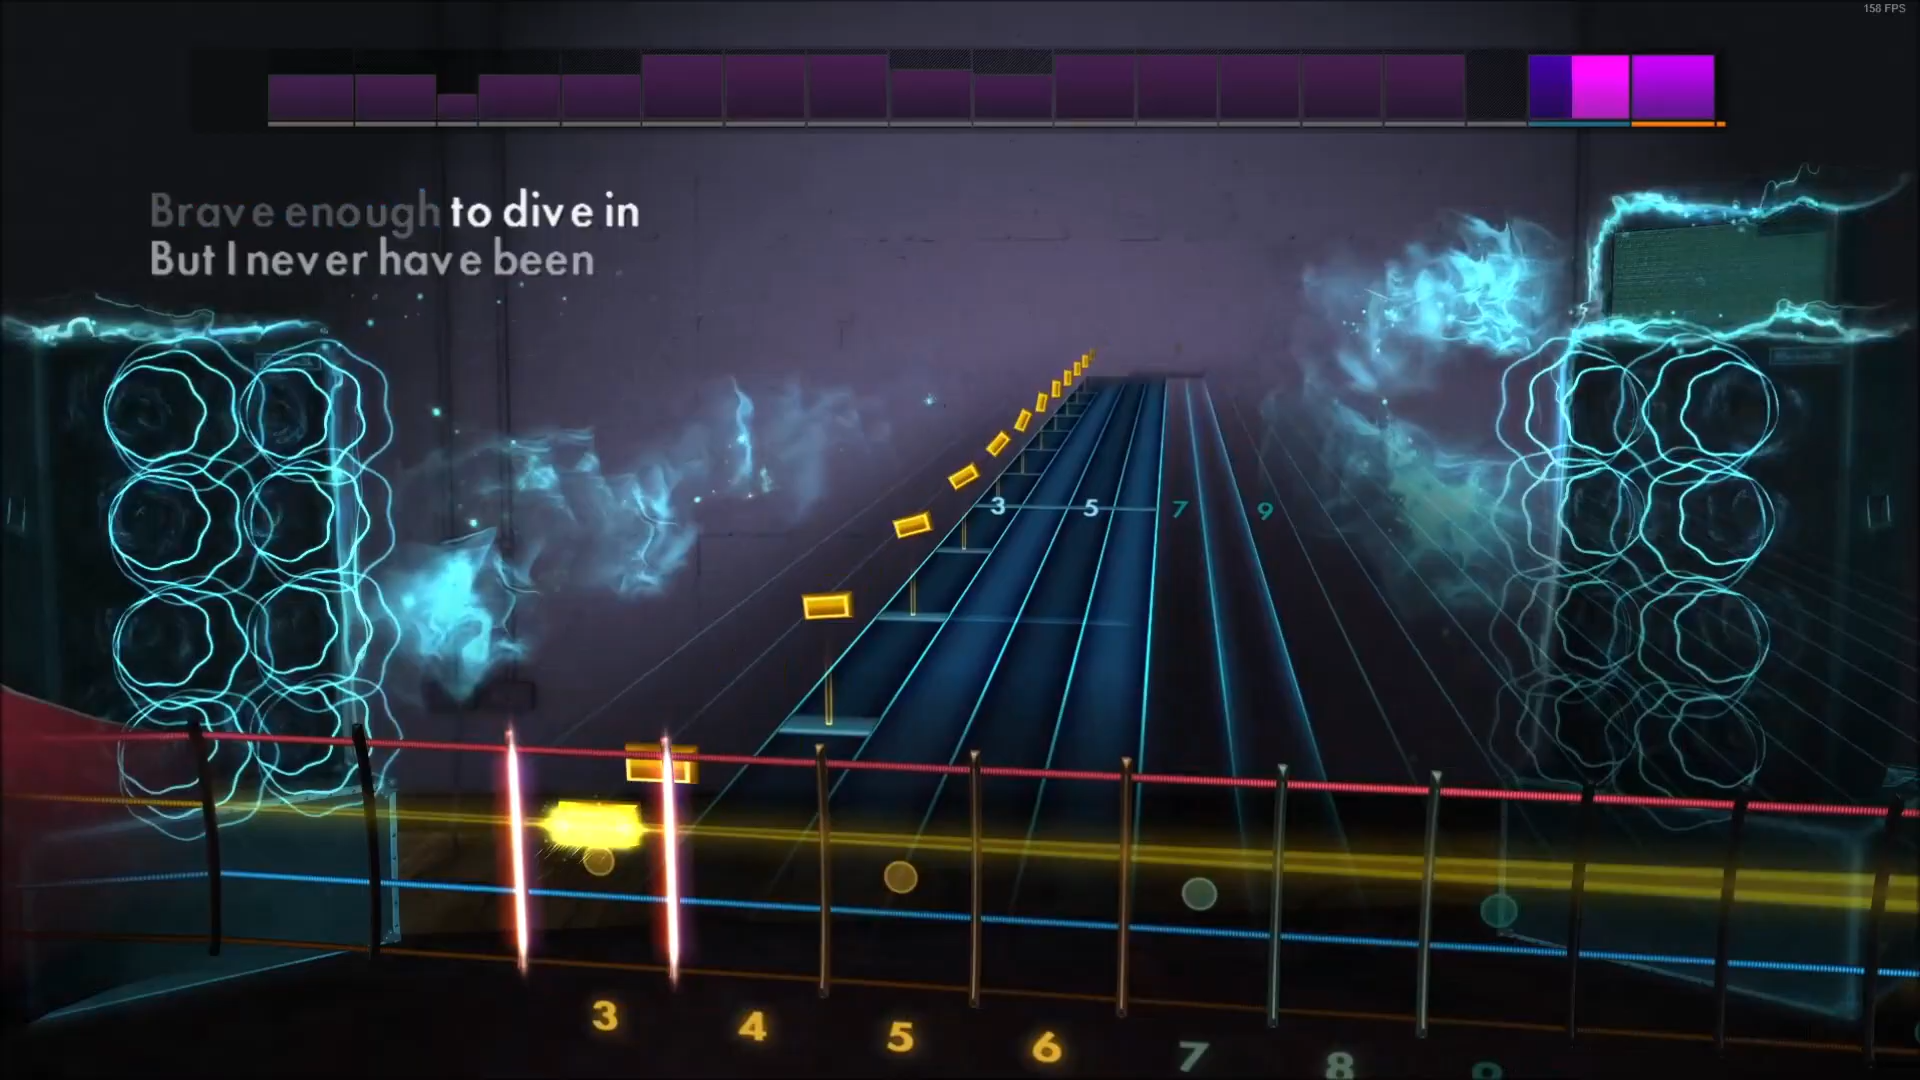 158 FPS
Brave enough to dive in
But I never have been
3 5 7 9
3 4 5 6 7 8 9